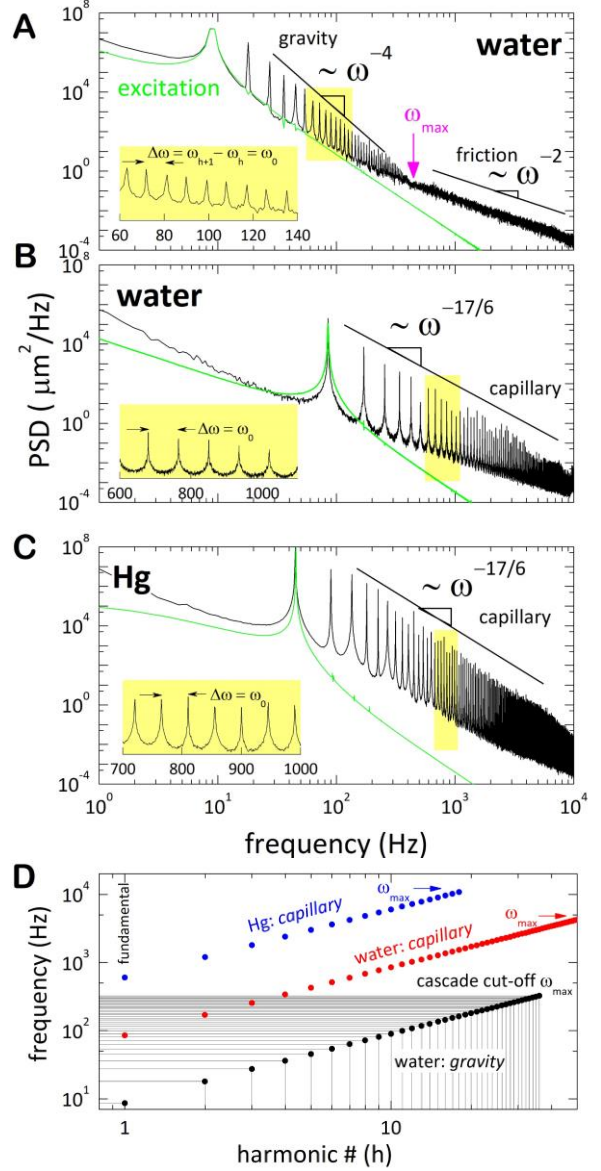 A
10^8
10^4
10^0
10^-4
gravity
~ ω^-4
water
excitation
ω_max
friction
~ ω^-2
Δω = ω_h+1 − ω_h = ω_0
60 80 100 120 140
B
10^8
10^4
10^0
10^-4
water
~ ω^-17/6
capillary
Δω = ω_0
600 800 1000
PSD ( μm²/Hz)
C
10^8
10^4
10^0
10^-4
Hg
~ ω^-17/6
capillary
Δω = ω_0
700 800 900 1000
10^0 10^1 10^2 10^3 10^4
frequency (Hz)
D
10^4
10^3
10^2
10^1
frequency (Hz)
fundamental
Hg: capillary
ω_max
water: capillary
ω_max
cascade cut-off ω_max
water: gravity
1 10
harmonic # (h)